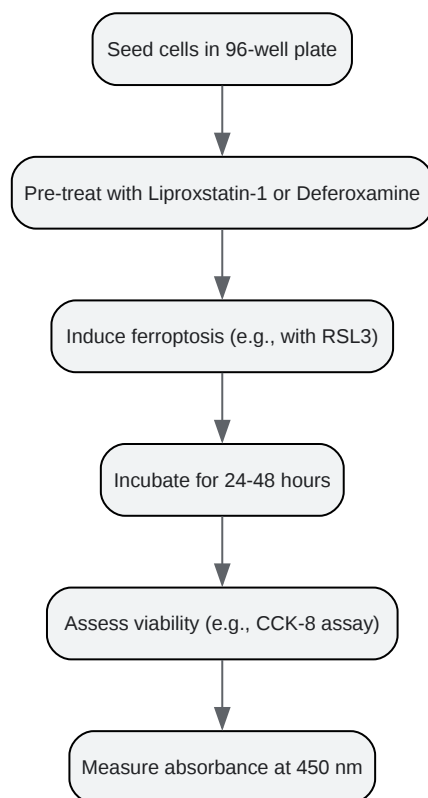 Seed cells in 96-well plate
Pre-treat with Liproxstatin-1 or Deferoxamine
Induce ferroptosis (e.g., with RSL3)
Incubate for 24-48 hours
Assess viability (e.g., CCK-8 assay)
Measure absorbance at 450 nm